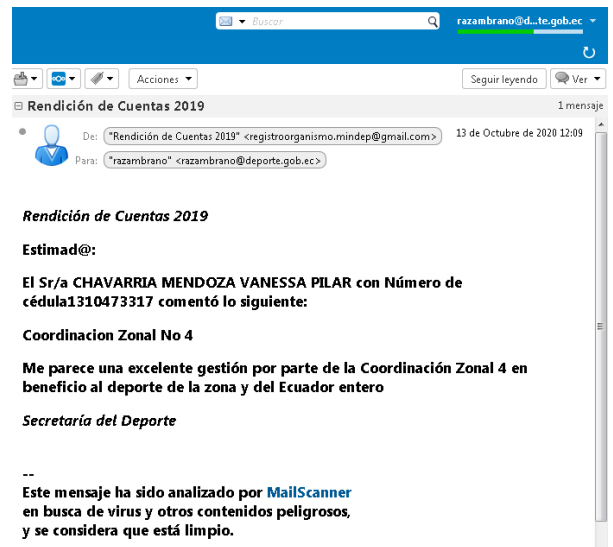 Buscar
razambrano@d...te.gob.ec
Acciones
Seguir leyendo
Ver
Rendición de Cuentas 2019
1 mensaje
De: "Rendición de Cuentas 2019" <registroorganismo.mindep@gmail.com>
13 de Octubre de 2020 12:09
Para: "razambrano" <razambrano@deporte.gob.ec>
Rendición de Cuentas 2019
Estimad@:
El Sr/a CHAVARRIA MENDOZA VANESSA PILAR con Número de
cédula1310473317 comentó lo siguiente:
Coordinacion Zonal No 4
Me parece una excelente gestión por parte de la Coordinación Zonal 4 en
beneficio al deporte de la zona y del Ecuador entero
Secretaría del Deporte
--
Este mensaje ha sido analizado por MailScanner
en busca de virus y otros contenidos peligrosos,
y se considera que está limpio.